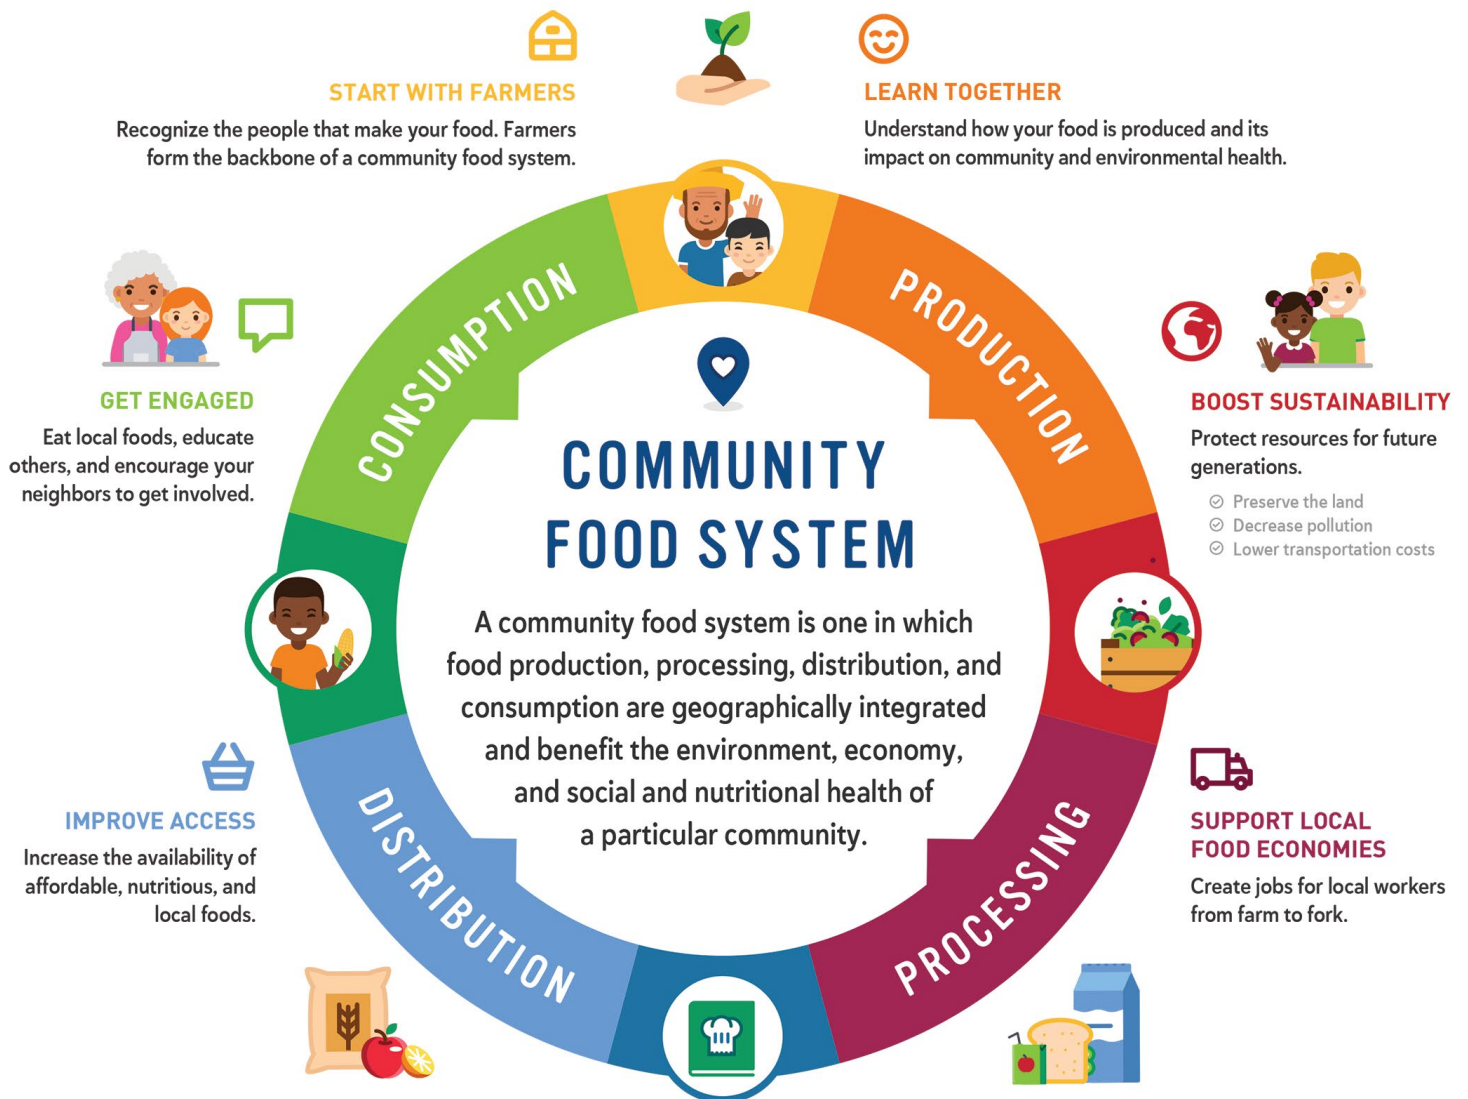 START WITH FARMERS
Recognize the people that make your food. Farmers
form the backbone of a community food system.
LEARN TOGETHER
Understand how your food is produced and its
impact on community and environmental health.
CONSUMPTION
PRODUCTION
GET ENGAGED
Eat local foods, educate
others, and encourage your
neighbors to get involved.
BOOST SUSTAINABILITY
Protect resources for future
generations.
Preserve the land
Decrease pollution
Lower transportation costs
COMMUNITY
FOOD SYSTEM
A community food system is one in which
food production, processing, distribution, and
consumption are geographically integrated
and benefit the environment, economy,
and social and nutritional health of
a particular community.
IMPROVE ACCESS
Increase the availability of
affordable, nutritious, and
local foods.
DISTRIBUTION
PROCESSING
SUPPORT LOCAL
FOOD ECONOMIES
Create jobs for local workers
from farm to fork.